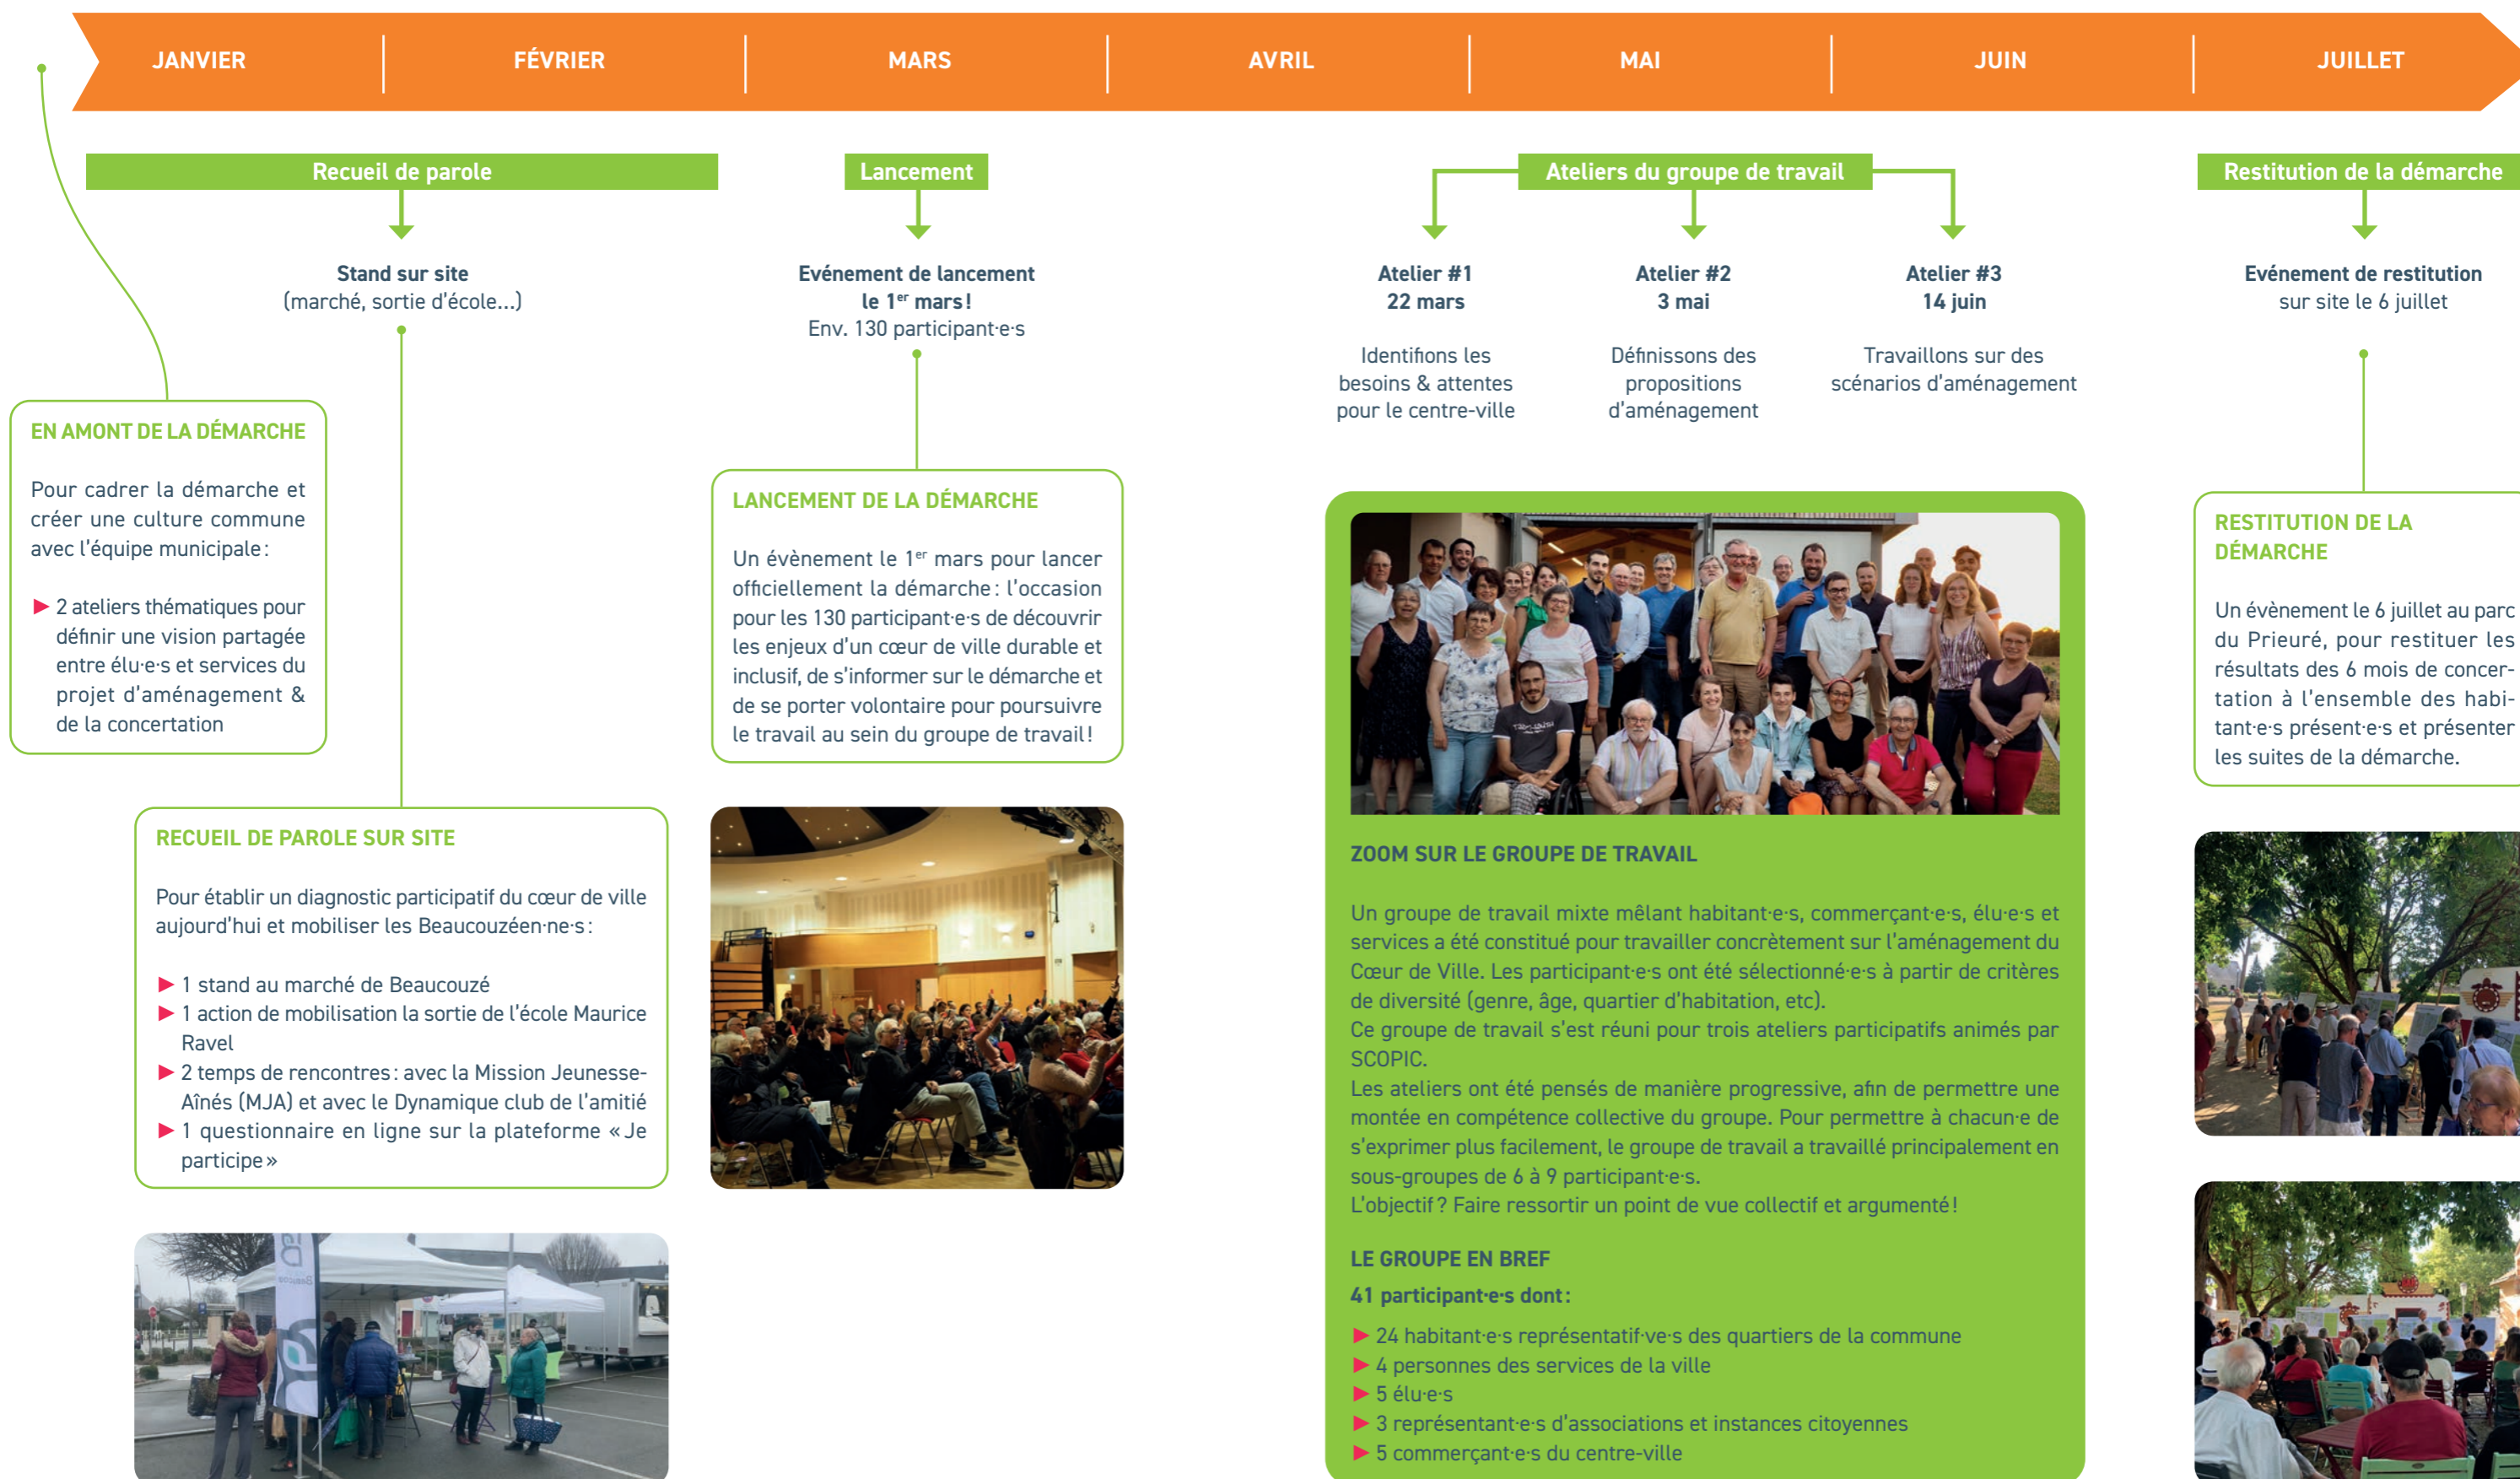 JANVIER
FÉVRIER
MARS
AVRIL
MAI
JUIN
JUILLET
Recueil de parole
Stand sur site
(marché, sortie d'école...)
Lancement
Evénement de lancement
le 1er mars !
Env. 130 participant·e·s
Ateliers du groupe de travail
Atelier #1
22 mars
Identifions les
besoins & attentes
pour le centre-ville
Atelier #2
3 mai
Définissons des
propositions
d'aménagement
Atelier #3
14 juin
Travaillons sur des
scénarios d'aménagement
Restitution de la démarche
Evénement de restitution
sur site le 6 juillet
EN AMONT DE LA DÉMARCHE
Pour cadrer la démarche et
créer une culture commune
avec l'équipe municipale :
► 2 ateliers thématiques pour
définir une vision partagée
entre élu·e·s et services du
projet d'aménagement &
de la concertation
RECUEIL DE PAROLE SUR SITE
Pour établir un diagnostic participatif du cœur de ville
aujourd'hui et mobiliser les Beaucouzéen·ne·s :
► 1 stand au marché de Beaucouzé
► 1 action de mobilisation la sortie de l'école Maurice
Ravel
► 2 temps de rencontres : avec la Mission Jeunesse-
Aînés (MJA) et avec le Dynamique club de l'amitié
► 1 questionnaire en ligne sur la plateforme « Je
participe »
LANCEMENT DE LA DÉMARCHE
Un évènement le 1er mars pour lancer
officiellement la démarche : l'occasion
pour les 130 participant·e·s de découvrir
les enjeux d'un cœur de ville durable et
inclusif, de s'informer sur le démarche et
de se porter volontaire pour poursuivre
le travail au sein du groupe de travail !
ZOOM SUR LE GROUPE DE TRAVAIL
Un groupe de travail mixte mêlant habitant·e·s, commerçant·e·s, élu·e·s et
services a été constitué pour travailler concrètement sur l'aménagement du
Cœur de Ville. Les participant·e·s ont été sélectionné·e·s à partir de critères
de diversité (genre, âge, quartier d'habitation, etc).
Ce groupe de travail s'est réuni pour trois ateliers participatifs animés par
SCOPIC.
Les ateliers ont été pensés de manière progressive, afin de permettre une
montée en compétence collective du groupe. Pour permettre à chacun·e de
s'exprimer plus facilement, le groupe de travail a travaillé principalement en
sous-groupes de 6 à 9 participant·e·s.
L'objectif ? Faire ressortir un point de vue collectif et argumenté !
LE GROUPE EN BREF
41 participant·e·s dont :
► 24 habitant·e·s représentatif·ve·s des quartiers de la commune
► 4 personnes des services de la ville
► 5 élu·e·s
► 3 représentant·e·s d'associations et instances citoyennes
► 5 commerçant·e·s du centre-ville
RESTITUTION DE LA
DÉMARCHE
Un évènement le 6 juillet au parc
du Prieuré, pour restituer les
résultats des 6 mois de concer-
tation à l'ensemble des habi-
tant·e·s présent·e·s et présenter
les suites de la démarche.